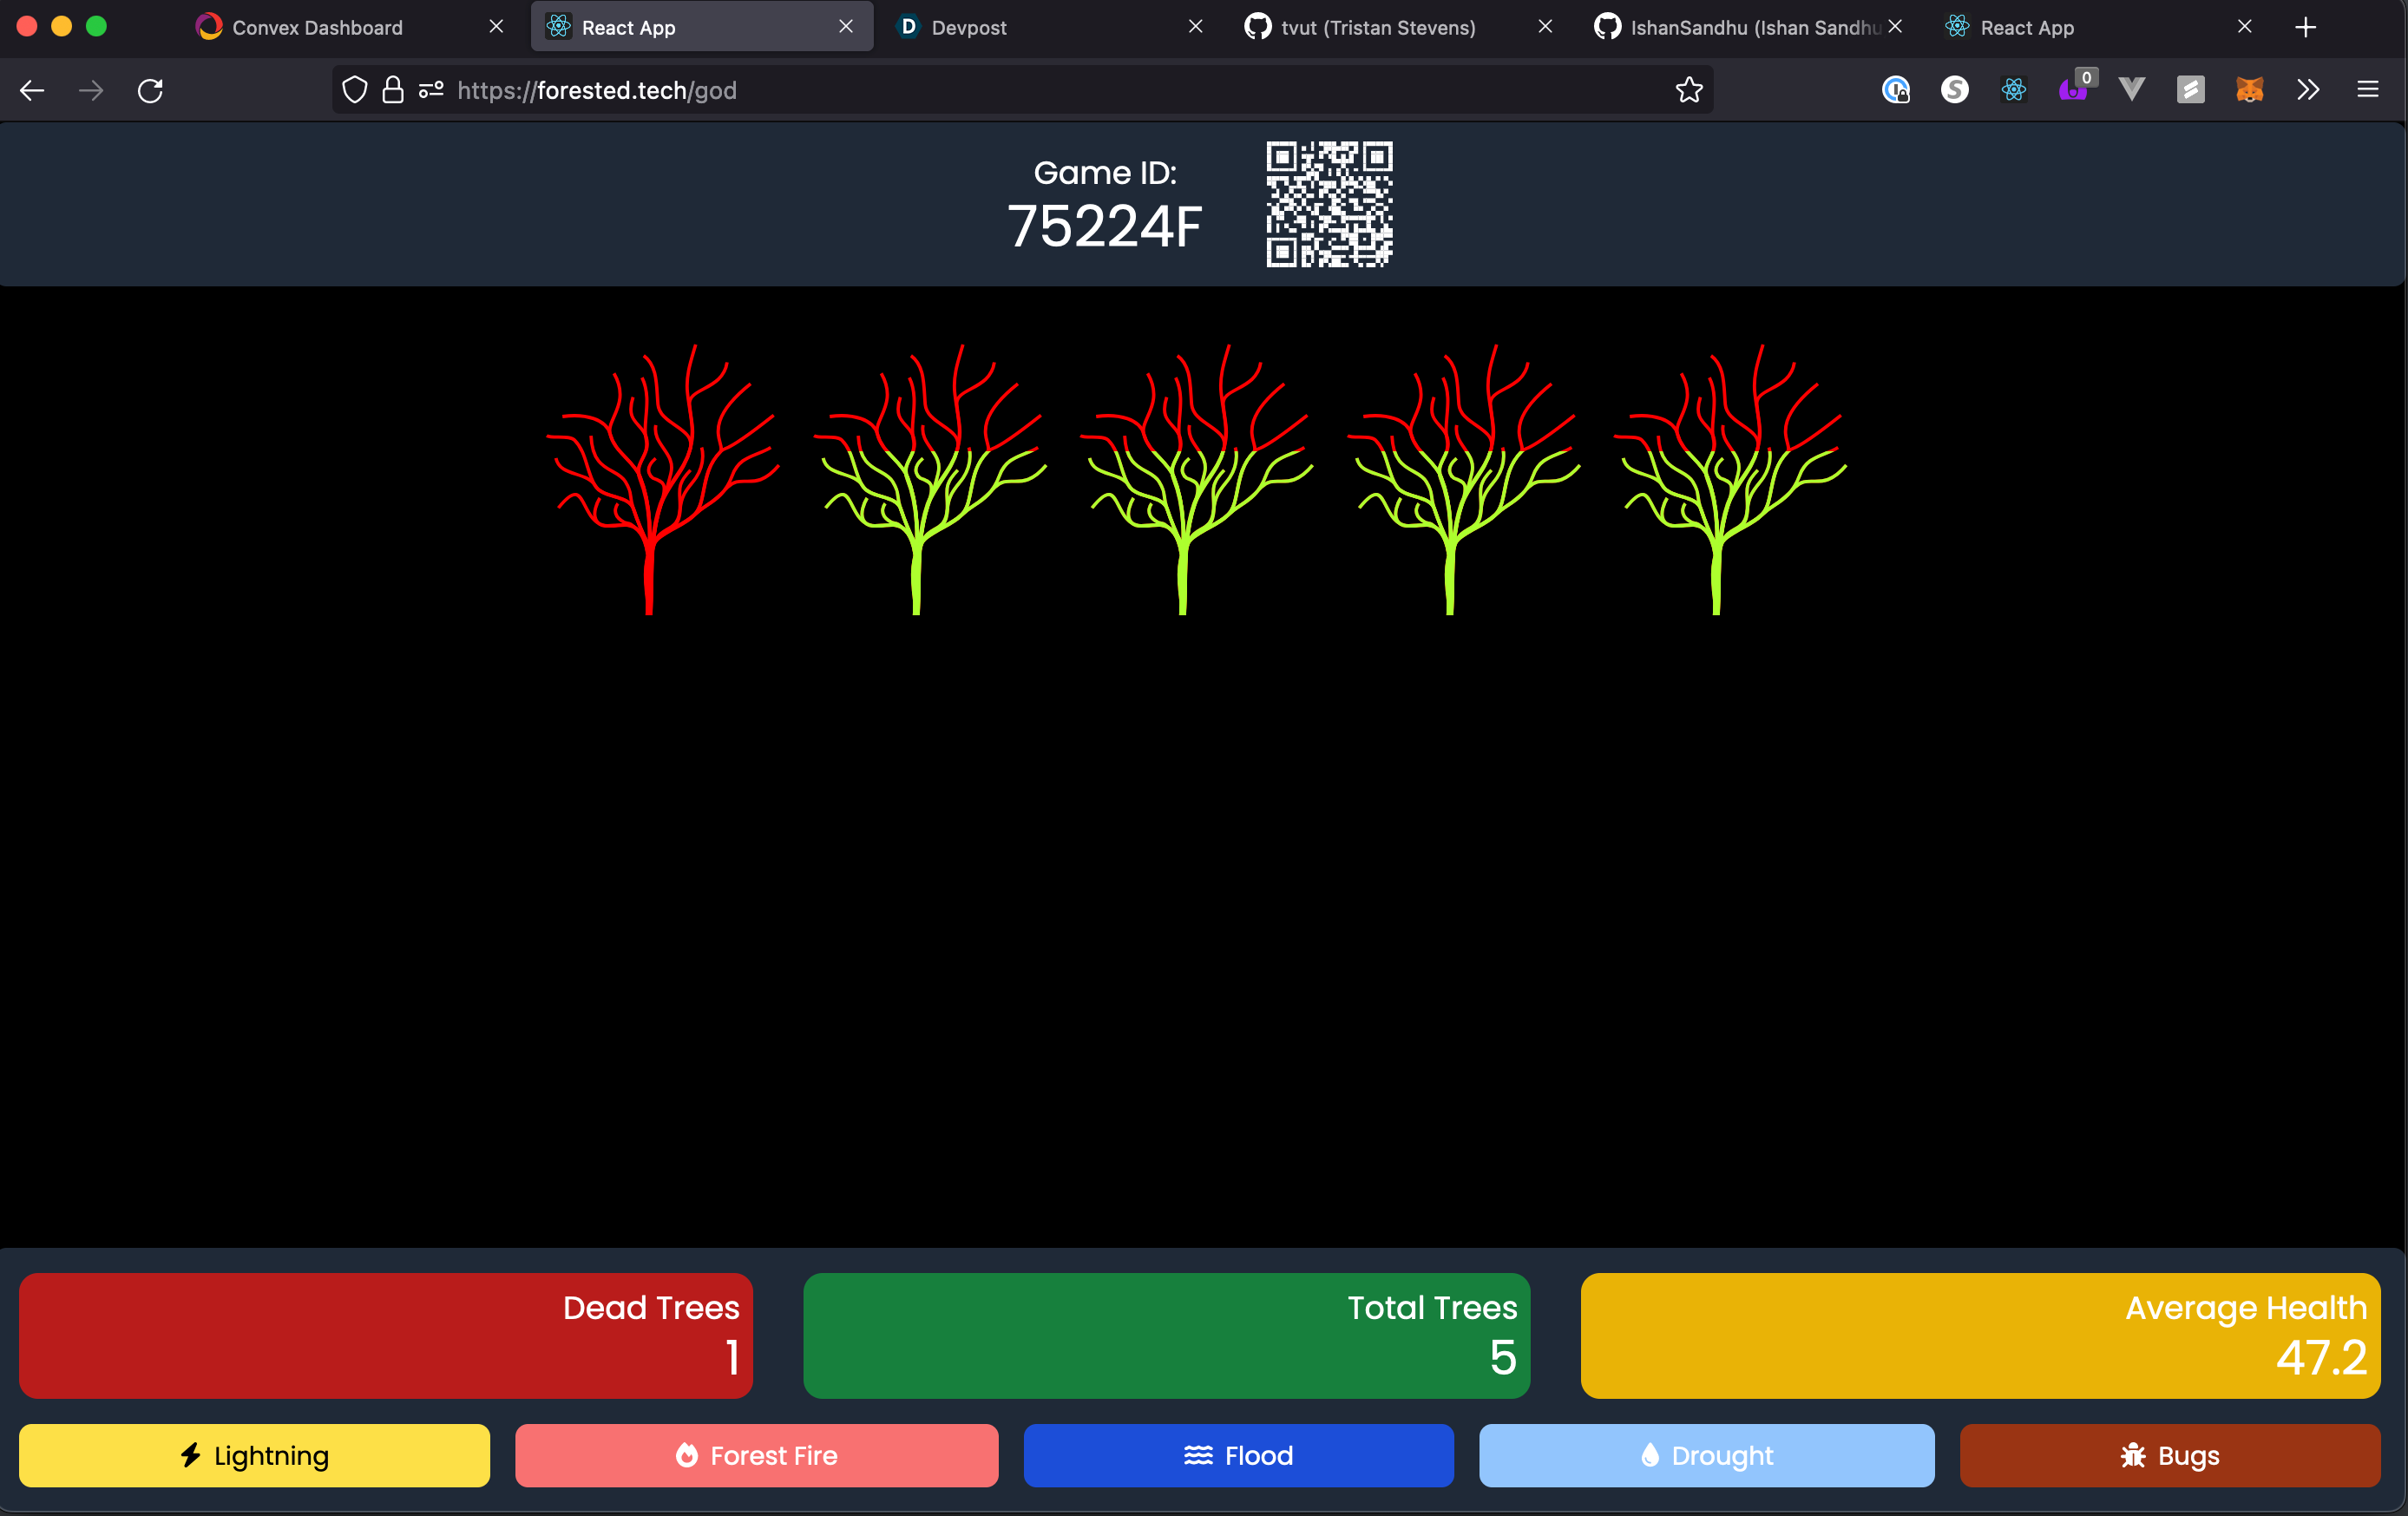 Convex Dashboard
React App
Devpost
tvut (Tristan Stevens)
IshanSandhu (Ishan Sandhu
React App
https://forested.tech/god
0
Game ID:
75224F
Dead Trees
1
Total Trees
5
Average Health
47.2
Lightning
Forest Fire
Flood
Drought
Bugs